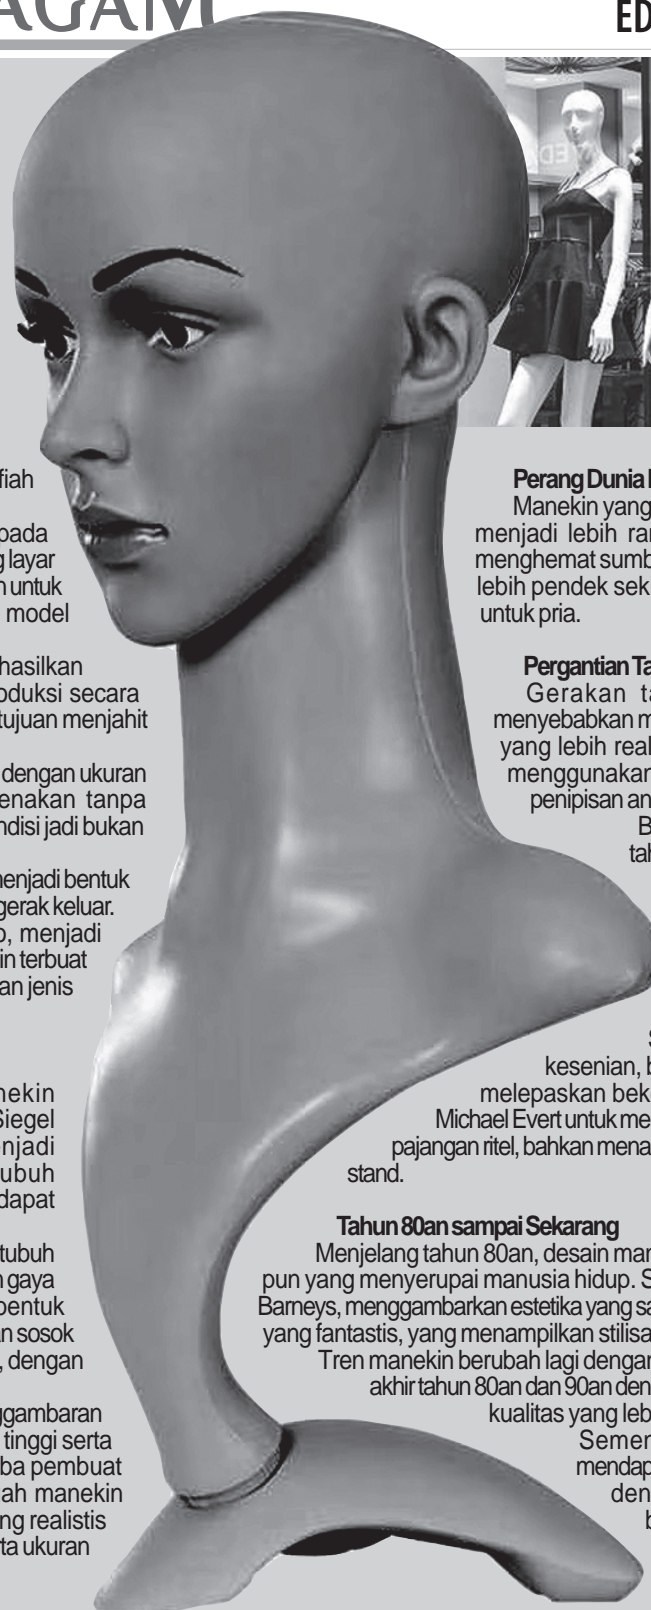 AGAM
ED
fiah
pada
g layar
n untuk
model
hasilkan
oduksi secara
tujuan menjahit
dengan ukuran
enakan tanpa
ndisi jadi bukan
menjadi bentuk
gerak keluar.
o, menjadi
in terbuat
an jenis
nekin
Siegel
enjadi
ubuh
dapat
tubuh
n gaya
bentuk
an sosok
, dengan
ggambaran
tinggi serta
ba pembuat
ah manekin
ng realistis
ta ukuran
Perang Dunia I
Manekin yang
menjadi lebih ra
menghemat sumb
lebih pendek sek
untuk pria.
Pergantian Ta
Gerakan ta
menyebabkan m
yang lebih real
menggunakan
penipisan an
B
tah
S
kesenian, b
melepaskan bek
Michael Evert untuk me
pajangan ritel, bahkan mena
stand.
Tahun 80an sampai Sekarang
Menjelang tahun 80an, desain man
pun yang menyerupai manusia hidup. S
Barneys, menggambarkan estetika yang sa
yang fantastis, yang menampilkan stilisa
Tren manekin berubah lagi dengan
akhir tahun 80an dan 90an den
kualitas yang leb
Semen
mendap
den
b